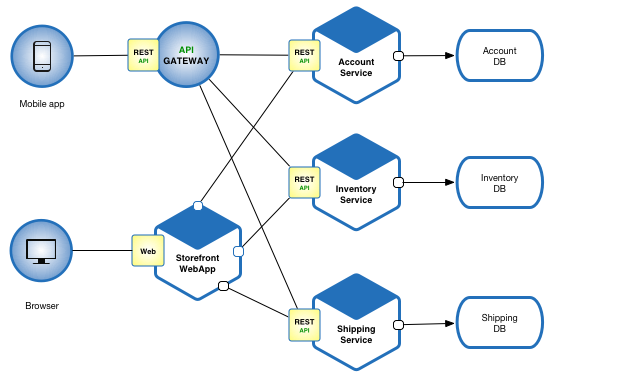 Mobile app
REST
API
API
GATEWAY
REST
API
Account
Service
Account
DB
REST
API
Inventory
Service
Inventory
DB
Browser
Web
Storefront
WebApp
REST
API
Shipping
Service
Shipping
DB